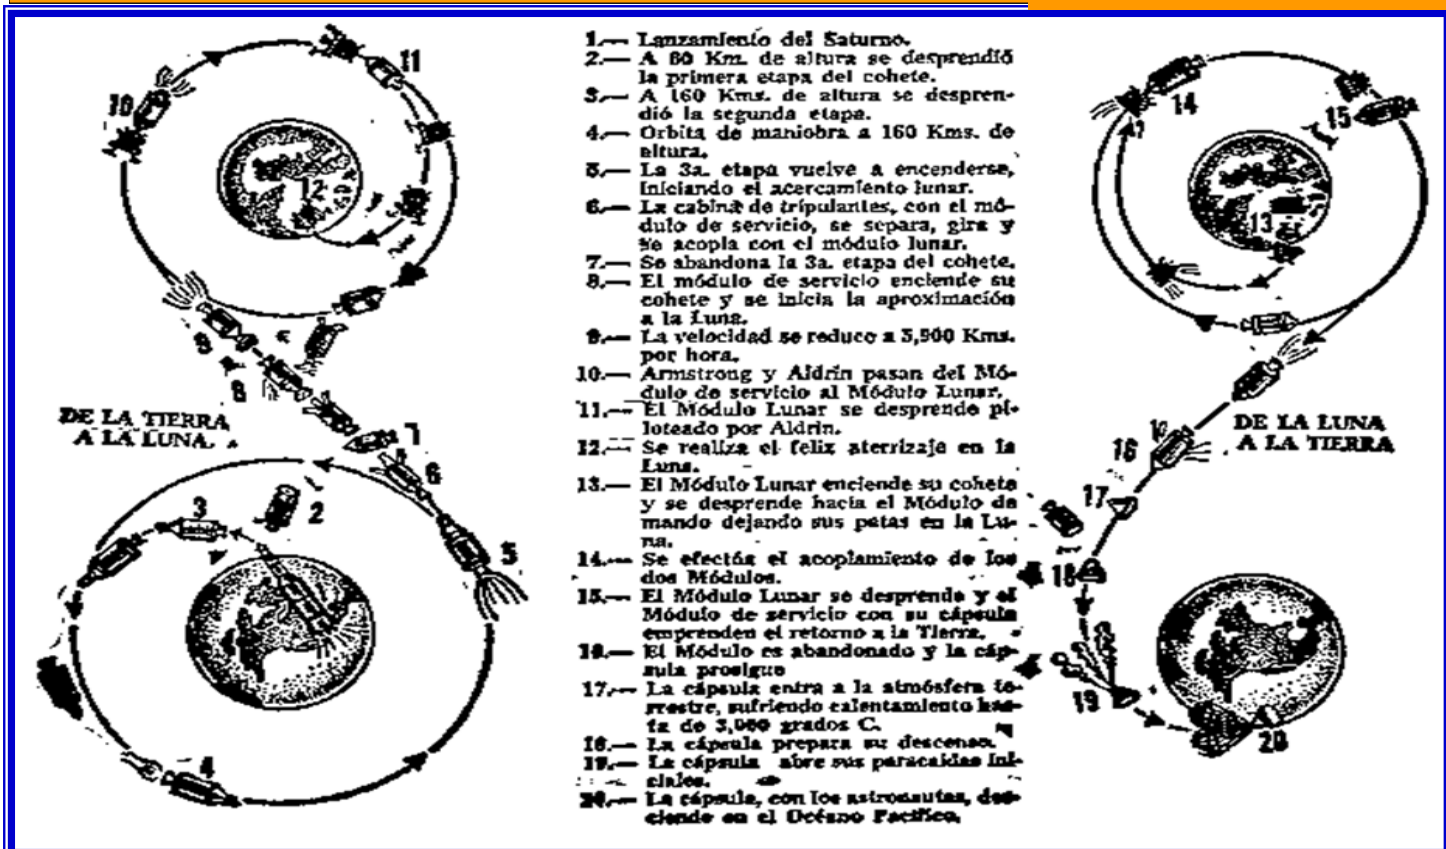 1.— Lanzamiento del Saturno.
2.— A 60 Km. de altura se desprendió
la primera etapa del cohete.
3.— A 160 Kms. de altura se despren-
dió la segunda etapa.
4.— Orbita de maniobra a 160 Kms. de
altura.
5.— La 3a. etapa vuelve a encenderse,
iniciando el acercamiento lunar.
6.— La cabina de tripulantes, con el mó-
dulo de servicio, se separa, gira y
se acopla con el módulo lunar.
7.— Se abandona la 3a. etapa del cohete.
8.— El módulo de servicio enciende su
cohete y se inicia la aproximación
a la Luna.
9.— La velocidad se reduce a Kms.
por hora.
10.— Armstrong y Aldrin pasan del Mó-
dulo de servicio al Módulo Lunar.
11.— El Módulo Lunar se desprende pi-
loteado por Aldrin.
12.— Se realiza el feliz aterrizaje en la
Luna.
13.— El Módulo Lunar enciende su cohete
y se desprende hacia el Módulo de
mando dejando sus patas en la Lu-
na.
14.— Se efectúa el acoplamiento de los
dos Módulos.
15.— El Módulo Lunar se desprende y el
Módulo de servicio con su cápsula
emprenden el retorno a la Tierra.
16.— El Módulo es abandonado y la cáp-
sula prosigue
17.— La cápsula entra a la atmósfera te-
rrestre, sufriendo calentamiento has-
ta de 3,000 grados C.
18.— La cápsula prepara su descenso.
19.— La cápsula abre sus paracaídas ini-
ciales.
20.— La cápsula, con los astronautas, des-
ciende en el Océano Pacífico.
DE LA TIERRA
A LA LUNA.
DE LA LUNA
A LA TIERRA
11
10
12
9
8
7
6
5
3
2
4
14
15
13
16
17
18
19
20